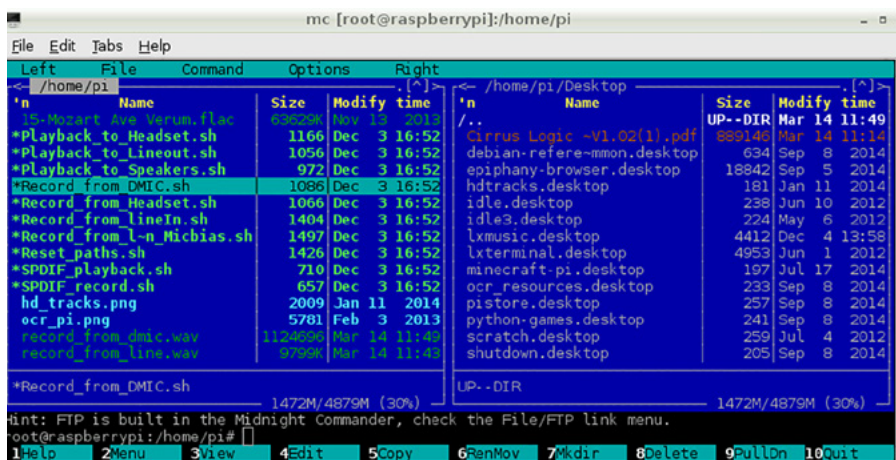 mc [root@raspberrypi]:/home/pi
File Edit Tabs Help
Left File Command Options Right
<- /home/pi .[^]> <- /home/pi/Desktop .[^]>
'n Name Size Modify time 'n Name Size Modify time
15-Mozart Ave Verum.flac 63629K Nov 13 2013 /.. UP--DIR Mar 14 11:49
*Playback_to_Headset.sh 1166 Dec 3 16:52 Cirrus Logic ~V1.02(1).pdf 889146 Mar 14 11:14
*Playback_to_Lineout.sh 1056 Dec 3 16:52 debian-refere~mmon.desktop 634 Sep 8 2014
*Playback_to_Speakers.sh 972 Dec 3 16:52 epiphany-browser.desktop 18842 Sep 5 2014
*Record_from_DMIC.sh 1086 Dec 3 16:52 hdtracks.desktop 181 Jan 11 2014
*Record_from_Headset.sh 1066 Dec 3 16:52 idle.desktop 238 Jun 10 2012
*Record_from_lineIn.sh 1404 Dec 3 16:52 idle3.desktop 224 May 6 2012
*Record_from_l~n_Micbias.sh 1497 Dec 3 16:52 lxmusic.desktop 4412 Dec 4 13:58
*Reset_paths.sh 1426 Dec 3 16:52 lxterminal.desktop 4953 Jun 1 2012
*SPDIF_playback.sh 710 Dec 3 16:52 minecraft-pi.desktop 197 Jul 17 2014
*SPDIF_record.sh 657 Dec 3 16:52 ocr_resources.desktop 233 Sep 8 2014
hd_tracks.png 2009 Jan 11 2014 pistore.desktop 257 Sep 8 2014
ocr_pi.png 5781 Feb 3 2013 python-games.desktop 241 Sep 8 2014
record_from_dmic.wav 1124696 Mar 14 11:49 scratch.desktop 259 Jul 4 2012
record_from_line.wav 9799K Mar 14 11:43 shutdown.desktop 205 Sep 8 2014
*Record_from_DMIC.sh UP--DIR
1472M/4879M (30%) 1472M/4879M (30%)
Hint: FTP is built in the Midnight Commander, check the File/FTP link menu.
root@raspberrypi:/home/pi#
1Help 2Menu 3View 4Edit 5Copy 6RenMov 7Mkdir 8Delete 9PullDn 10Quit